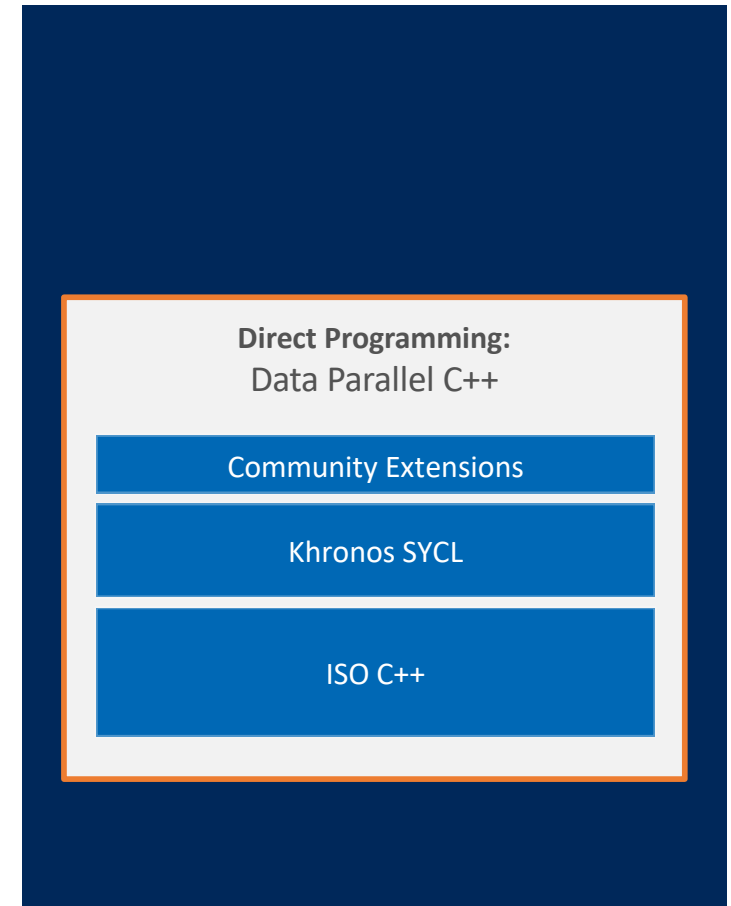 Direct Programming:
Data Parallel C++
Community Extensions
Khronos SYCL
ISO C++